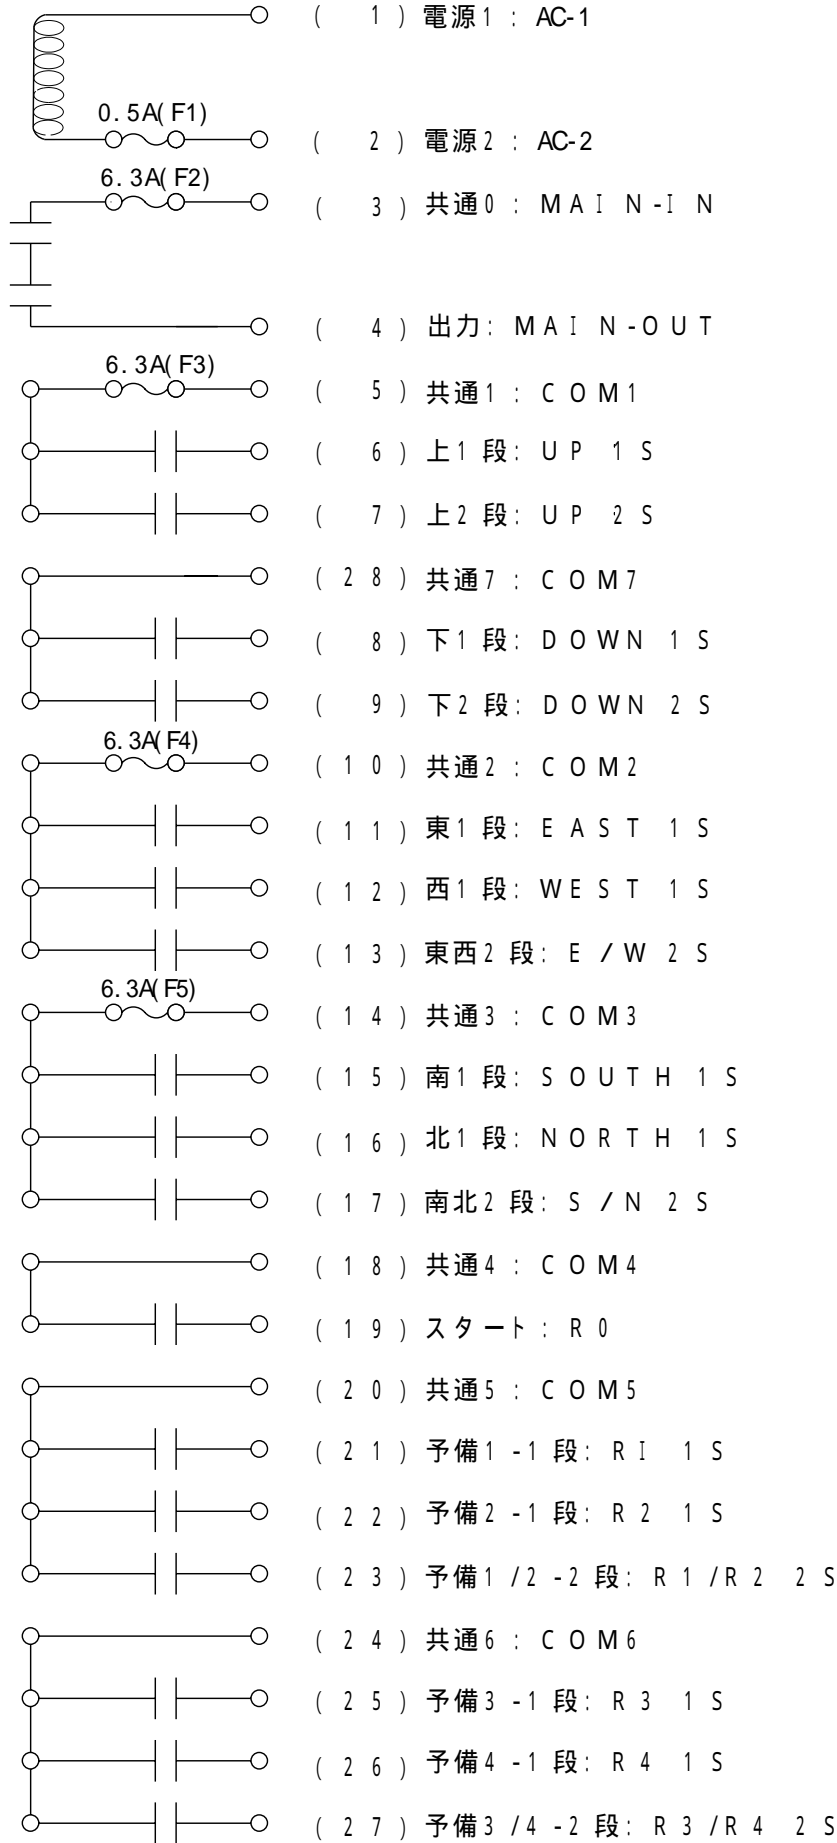 (1)電源1:AC-1
0.5A(F1)
(2)電源2:AC-2
6.3A(F2)
(3)共通0:MAIN-IN
(4)出力:MAIN-OUT
6.3A(F3)
(5)共通1:COM1
(6)上1段:UP 1S
(7)上2段:UP 2S
(28)共通7:COM7
(8)下1段:DOWN 1S
(9)下2段:DOWN 2S
6.3A(F4)
(10)共通2:COM2
(11)東1段:EAST 1S
(12)西1段:WEST 1S
(13)東西2段:E/W 2S
6.3A(F5)
(14)共通3:COM3
(15)南1段:SOUTH 1S
(16)北1段:NORTH 1S
(17)南北2段:S/N 2S
(18)共通4:COM4
(19)スタート:R0
(20)共通5:COM5
(21)予備1-1段:RI 1S
(22)予備2-1段:R2 1S
(23)予備1/2-2段:R1/R2 2S
(24)共通6:COM6
(25)予備3-1段:R3 1S
(26)予備4-1段:R4 1S
(27)予備3/4-2段:R3/R4 2S